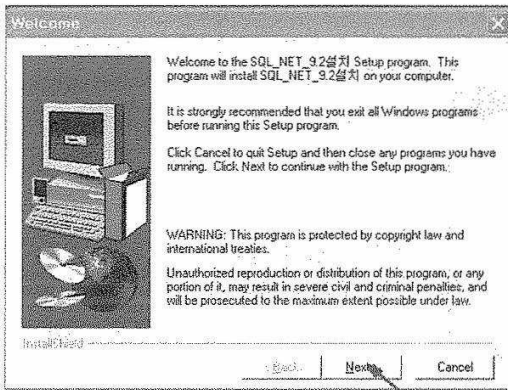 Welcome
Welcome to the SQL_NET_9.2설치 Setup program. This
program will install SQL_NET_9.2설치 on your computer.
It is strongly recommended that you exit all Windows programs
before running this Setup program.
Click Cancel to quit Setup and then close any programs you have
running. Click Next to continue with the Setup program.
WARNING: This program is protected by copyright law and
international treaties.
Unauthorized reproduction or distribution of this program, or any
portion of it, may result in severe civil and criminal penalties, and
will be prosecuted to the maximum extent possible under law.
InstallShield
< Back Next > Cancel